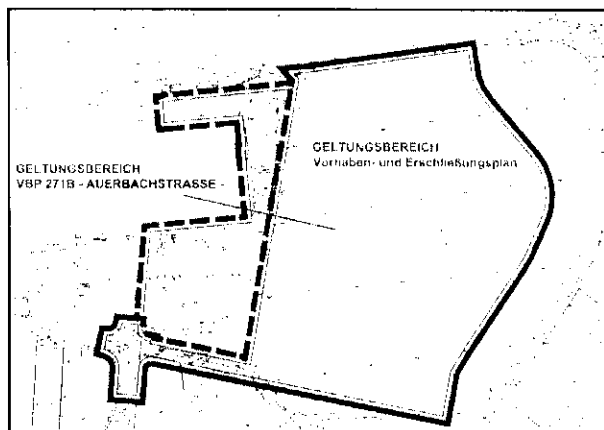 GELTUNGSBEREICH
VBP 271B - AUERBACHSTRASSE -
GELTUNGSBEREICH
Vorhaben- und Erschließungsplan